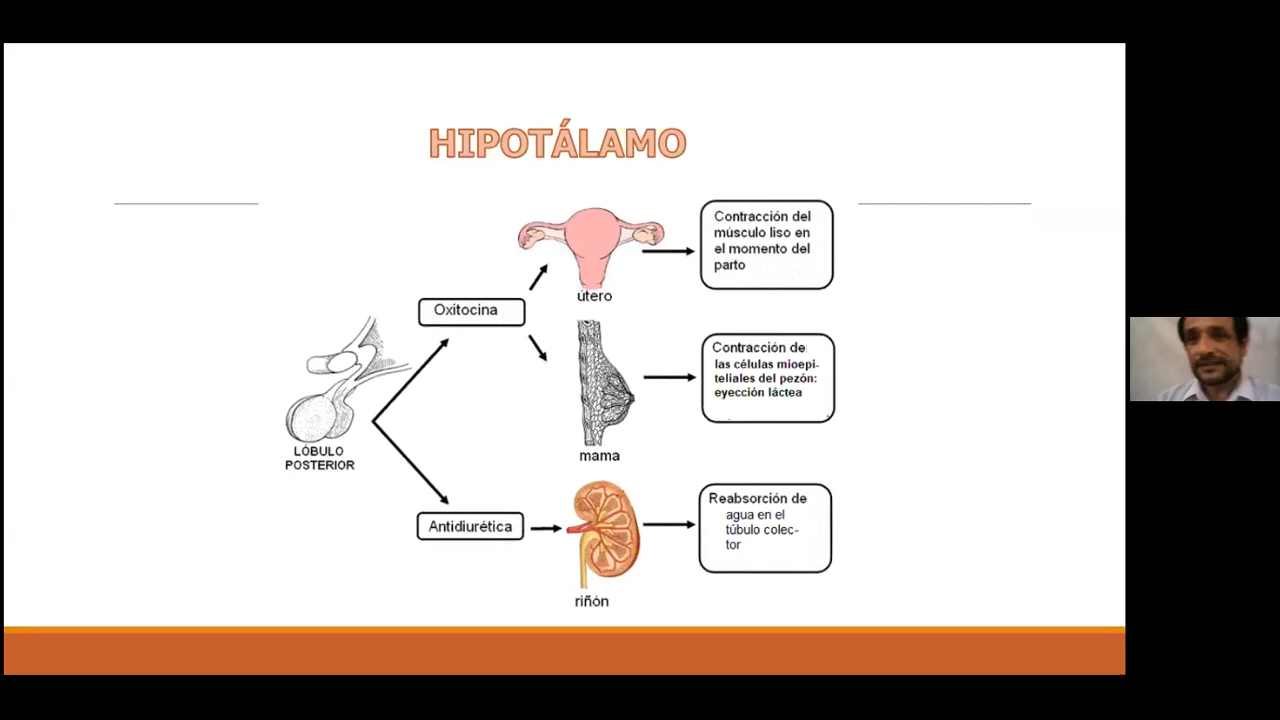 HIPOTÁLAMO
Contracción del
músculo liso en
el momento del
parto
útero
Oxitocina
Contracción de
las células mioepi-
teliales del pezón:
eyección láctea
LÓBULO
POSTERIOR
mama
Antidiurética
Reabsorción de
agua en el
túbulo colec-
tor
riñón